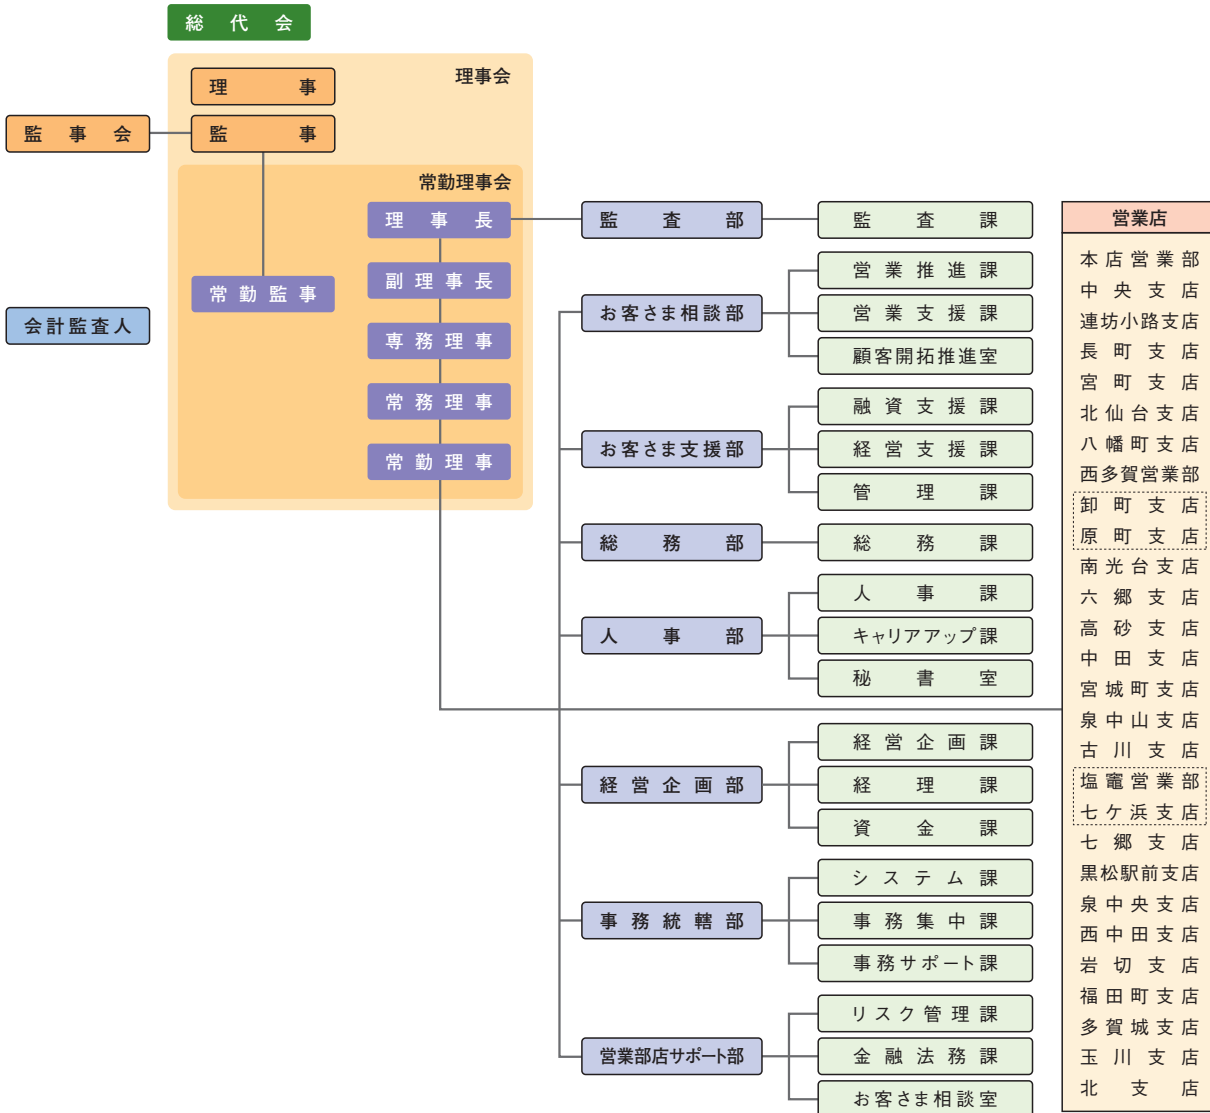 総代会
理事会
理事
監事会
監事
常勤理事会
理事長
副理事長
常勤監事
専務理事
常務理事
常勤理事
会計監査人
監査部
監査課
お客さま相談部
営業推進課
営業支援課
顧客開拓推進室
お客さま支援部
融資支援課
経営支援課
管理課
総務部
総務課
人事部
人事課
キャリアアップ課
秘書室
経営企画部
経営企画課
経理課
資金課
事務統轄部
システム課
事務集中課
事務サポート課
営業部店サポート部
リスク管理課
金融法務課
お客さま相談室
営業店
本店営業部
中央支店
連坊小路支店
長町支店
宮町支店
北仙台支店
八幡町支店
西多賀営業部
卸町支店
原町支店
南光台支店
六郷支店
高砂支店
中田支店
宮城町支店
泉中山支店
古川支店
塩竈営業部
七ケ浜支店
七郷支店
黒松駅前支店
泉中央支店
西中田支店
岩切支店
福田町支店
多賀城支店
玉川支店
北支店